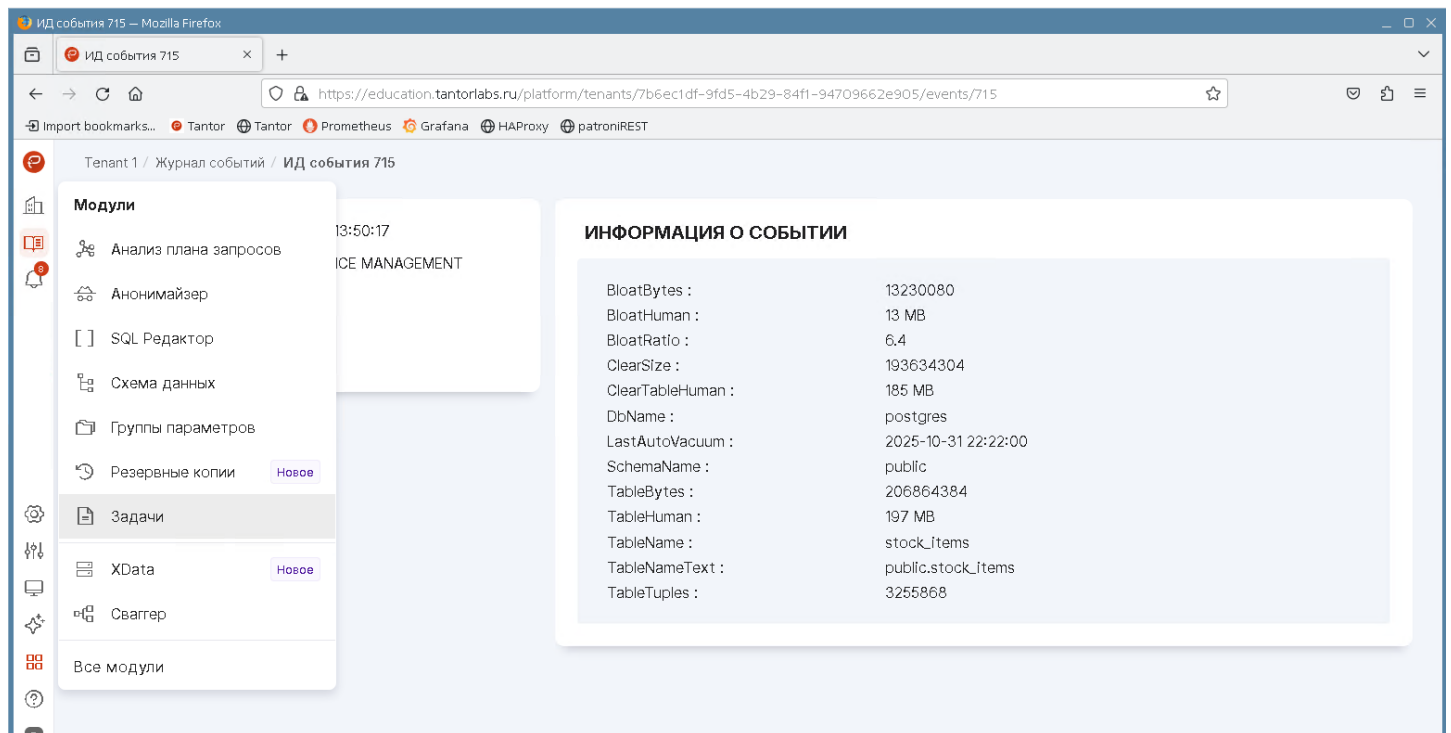 ИД события 715 — Mozilla Firefox
ИД события 715
https://education.tantorlabs.ru/platform/tenants/7b6ec1df-9fd5-4b29-84f1-94709662e905/events/715
Import bookmarks... Tantor Tantor Prometheus Grafana HAProxy patroniREST
Tenant 1 / Журнал событий / ИД события 715
8
Модули
Анализ плана запросов
Анонимайзер
SQL Редактор
Схема данных
Группы параметров
Резервные копии Новое
Задачи
XData Новое
Сваггер
Все модули
13:50:17
MANAGEMENT
ИНФОРМАЦИЯ О СОБЫТИИ
BloatBytes : 13230080
BloatHuman : 13 MB
BloatRatio : 6.4
ClearSize : 193634304
ClearTableHuman : 185 MB
DbName : postgres
LastAutoVacuum : 2025-10-31 22:22:00
SchemaName : public
TableBytes : 206864384
TableHuman : 197 MB
TableName : stock_items
TableNameText : public.stock_items
TableTuples : 3255868